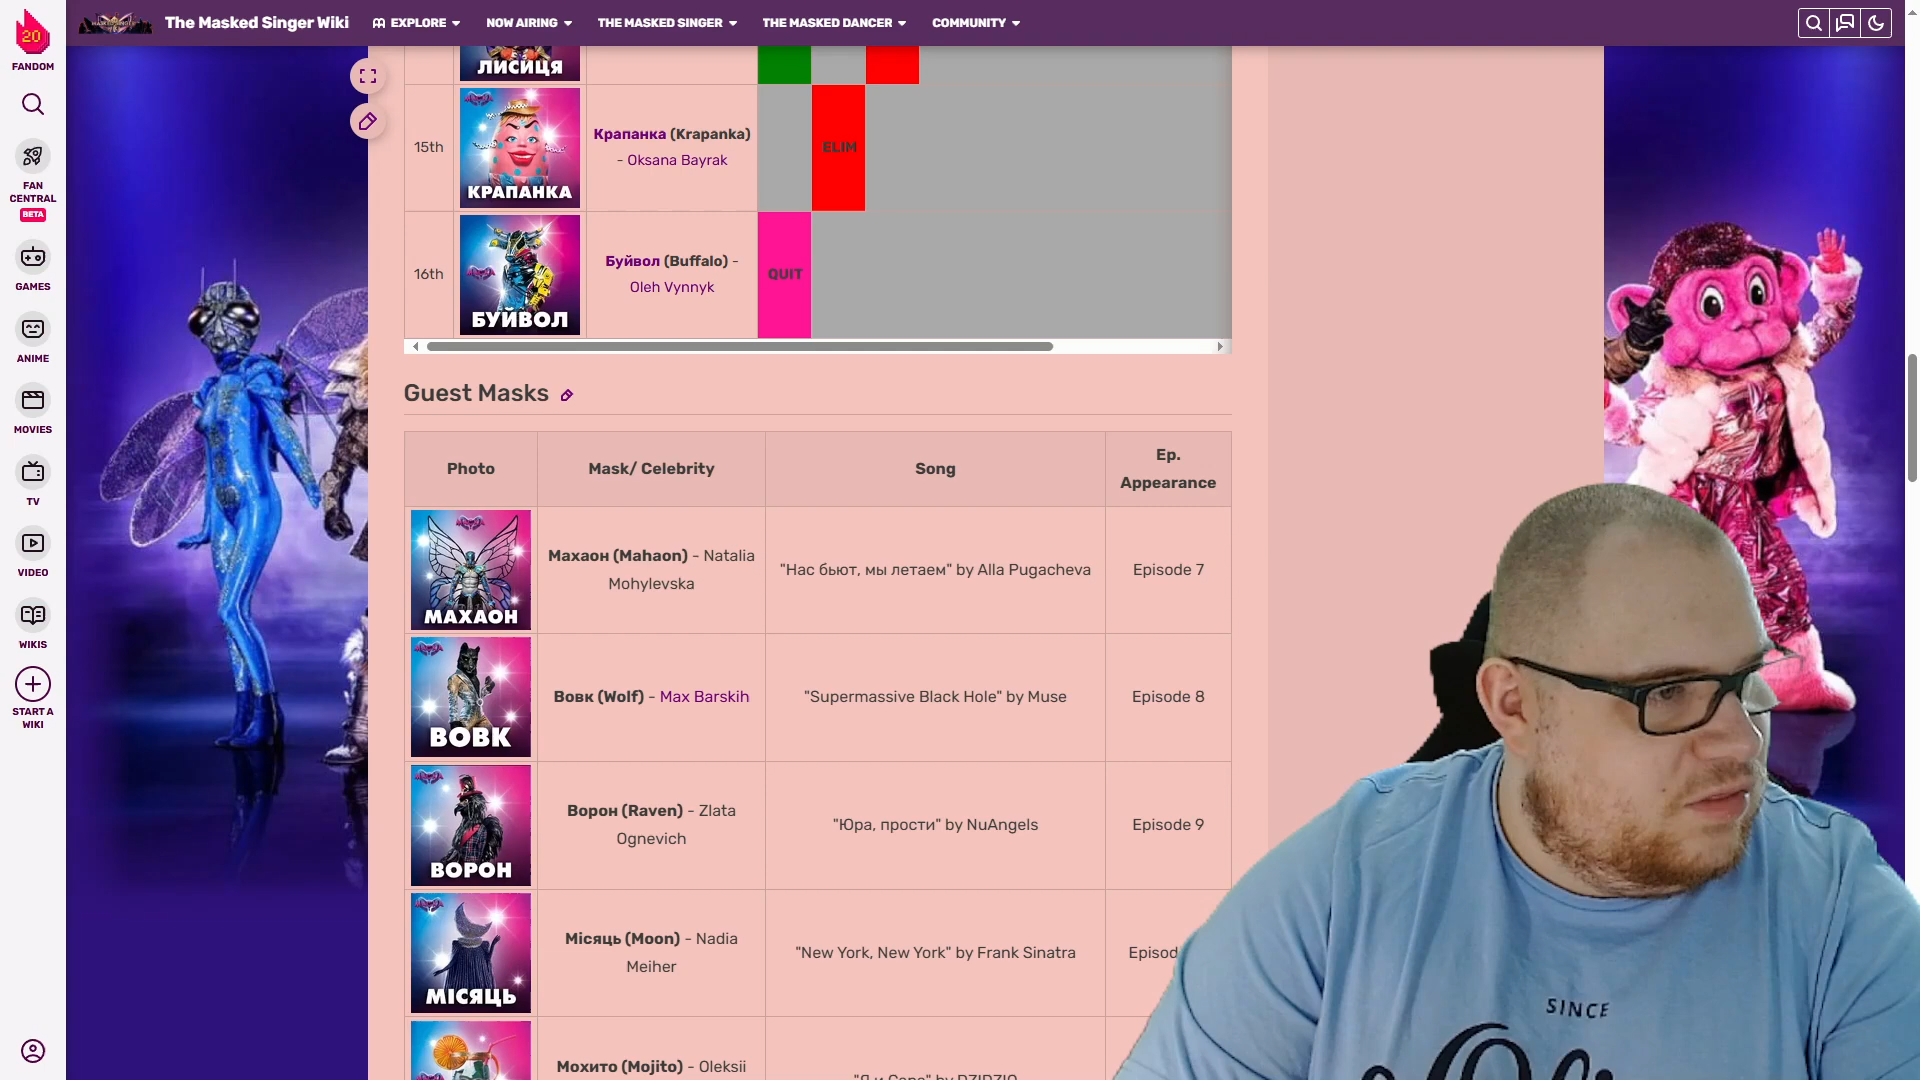 20
FANDOM
FAN
CENTRAL
BETA
GAMES
ANIME
MOVIES
TV
VIDEO
WIKIS
START A
WIKI
The Masked Singer Wiki
EXPLORE
NOW AIRING
THE MASKED SINGER
THE MASKED DANCER
COMMUNITY
ЛИСИЦЯ
15th
КРАПАНКА
Крапанка (Krapanka)
- Oksana Bayrak
ELIM
16th
БУЙВОЛ
Буйвол (Buffalo) -
Oleh Vynnyk
QUIT
Guest Masks
Photo
Mask/ Celebrity
Song
Ep.
Appearance
МАХАОН
Махаон (Mahaon) - Natalia
Mohylevska
"Нас бьют, мы летаем" by Alla Pugacheva
Episode 7
ВОВК
Вовк (Wolf) - Max Barskih
"Supermassive Black Hole" by Muse
Episode 8
ВОРОН
Ворон (Raven) - Zlata
Ognevich
"Юра, прости" by NuAngels
Episode 9
МІСЯЦЬ
Місяць (Moon) - Nadia
Meiher
"New York, New York" by Frank Sinatra
Мохито (Mojito) - Oleksii
"Я и Сара" by DZIDZIO
SINCE